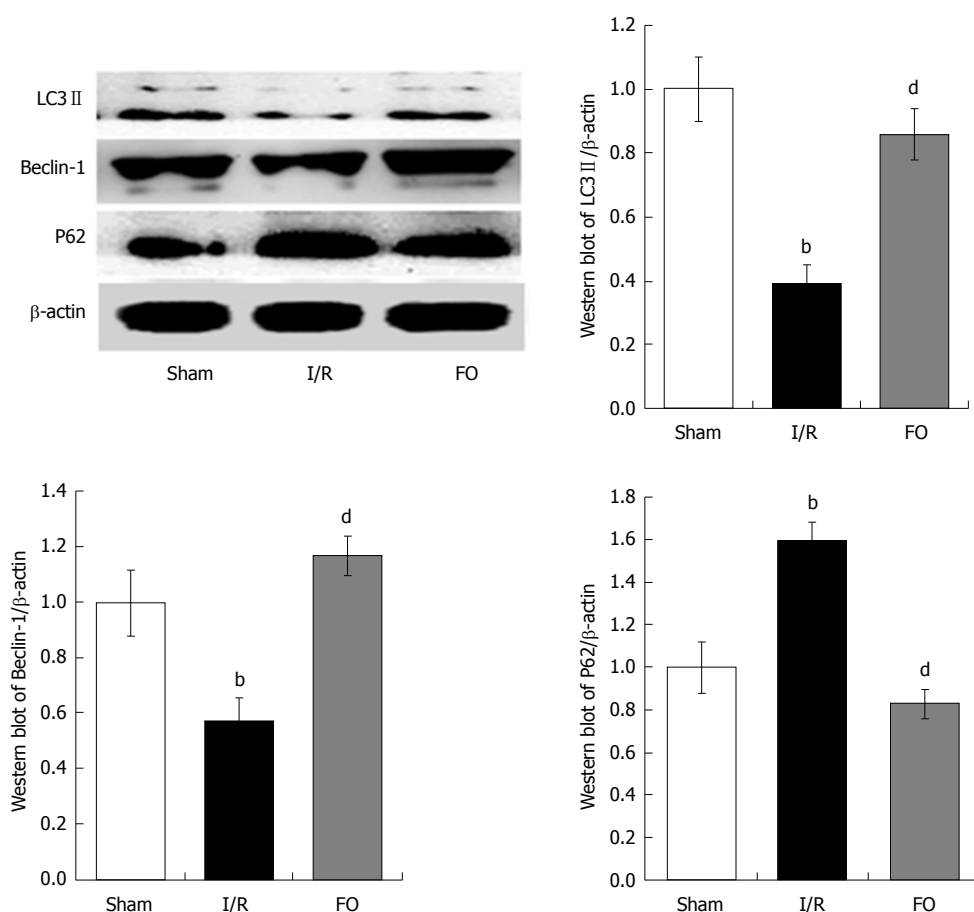 LC3 Ⅱ
Beclin-1
P62
β-actin
Sham I/R FO
Western blot of LC3 Ⅱ/β-actin
1.2
1.0
0.8
0.6
0.4
0.2
0.0
b
d
Sham I/R FO
Western blot of Beclin-1/β-actin
1.4
1.2
1.0
0.8
0.6
0.4
0.2
0.0
b
d
Sham I/R FO
Western blot of P62/β-actin
1.8
1.6
1.4
1.2
1.0
0.8
0.6
0.4
0.2
0.0
b
d
Sham I/R FO